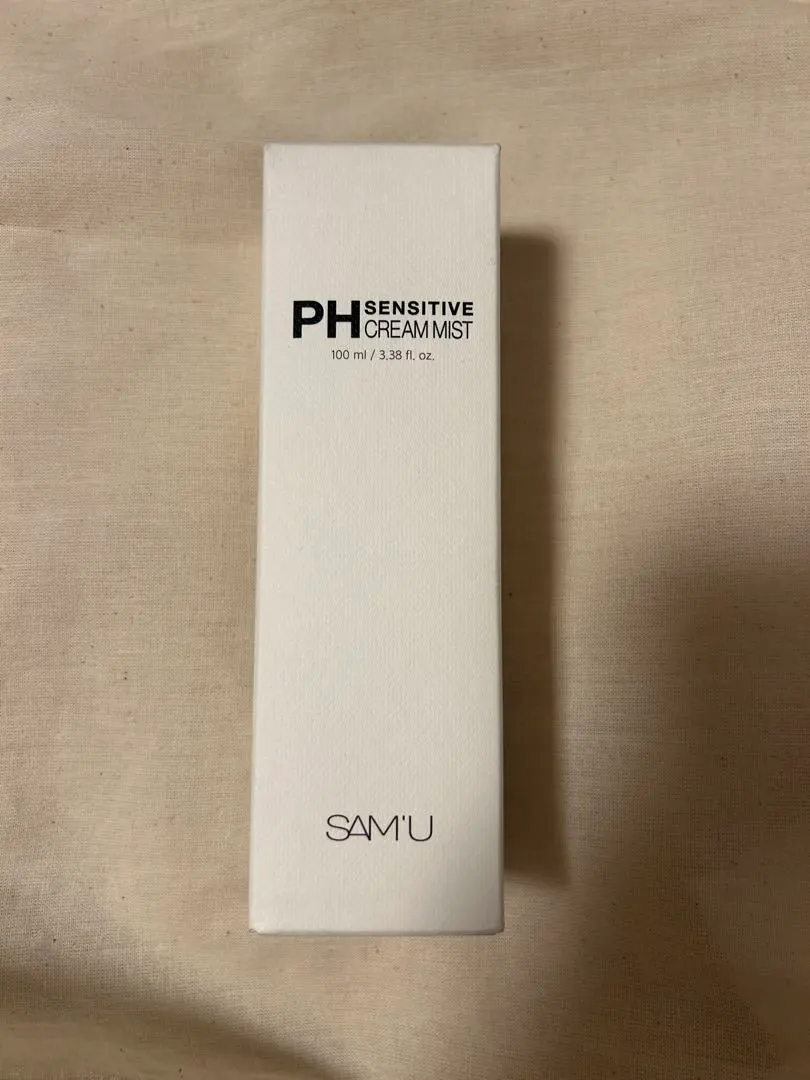 PH SENSITIVE
CREAM MIST
100 ml / 3.38 fl. oz.
SAM'U